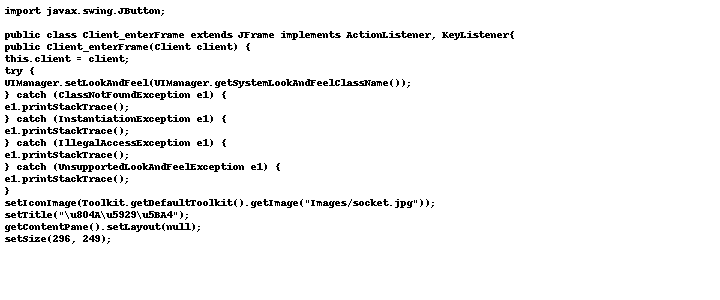 import javax.swing.JButton;
public class Client_enterFrame extends JFrame implements ActionListener, KeyListener{
public Client_enterFrame(Client client) {
this.client = client;
try {
UIManager.setLookAndFeel(UIManager.getSystemLookAndFeelClassName());
} catch (ClassNotFoundException e1) {
e1.printStackTrace();
} catch (InstantiationException e1) {
e1.printStackTrace();
} catch (IllegalAccessException e1) {
e1.printStackTrace();
} catch (UnsupportedLookAndFeelException e1) {
e1.printStackTrace();
}
setIconImage(Toolkit.getDefaultToolkit().getImage("Images/socket.jpg"));
setTitle("\u804A\u5929\u5BA4");
getContentPane().setLayout(null);
setSize(296, 249);